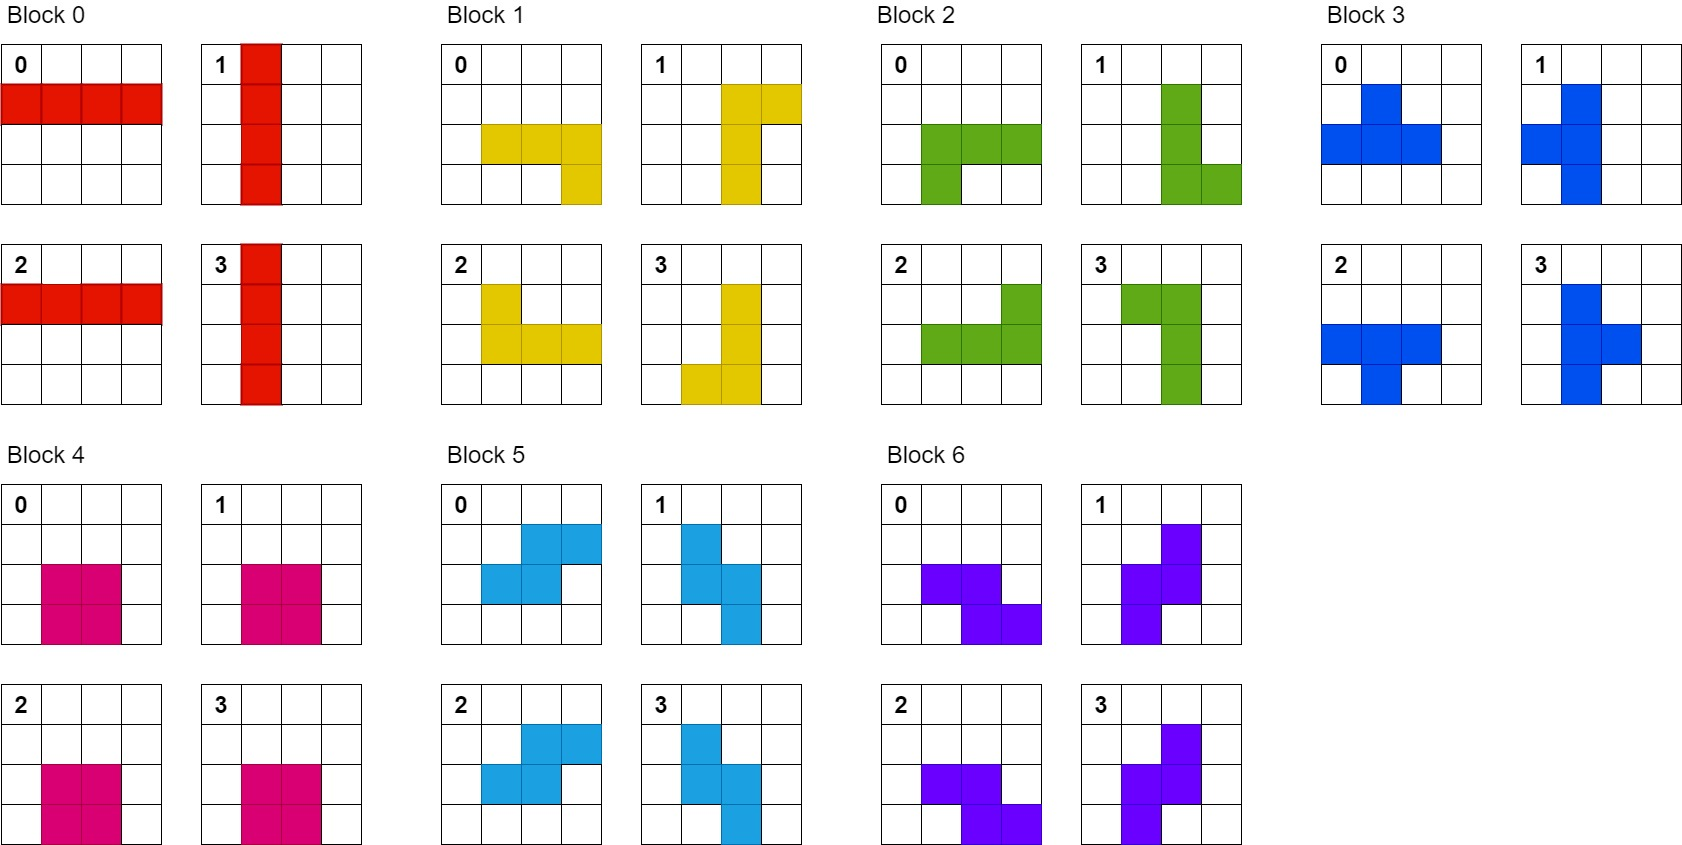 Block 0 Block 1 Block 2 Block 3
0 1 0 1 0 1 0 1
2 3 2 3 2 3 2 3
Block 4 Block 5 Block 6
0 1 0 1 0 1
2 3 2 3 2 3